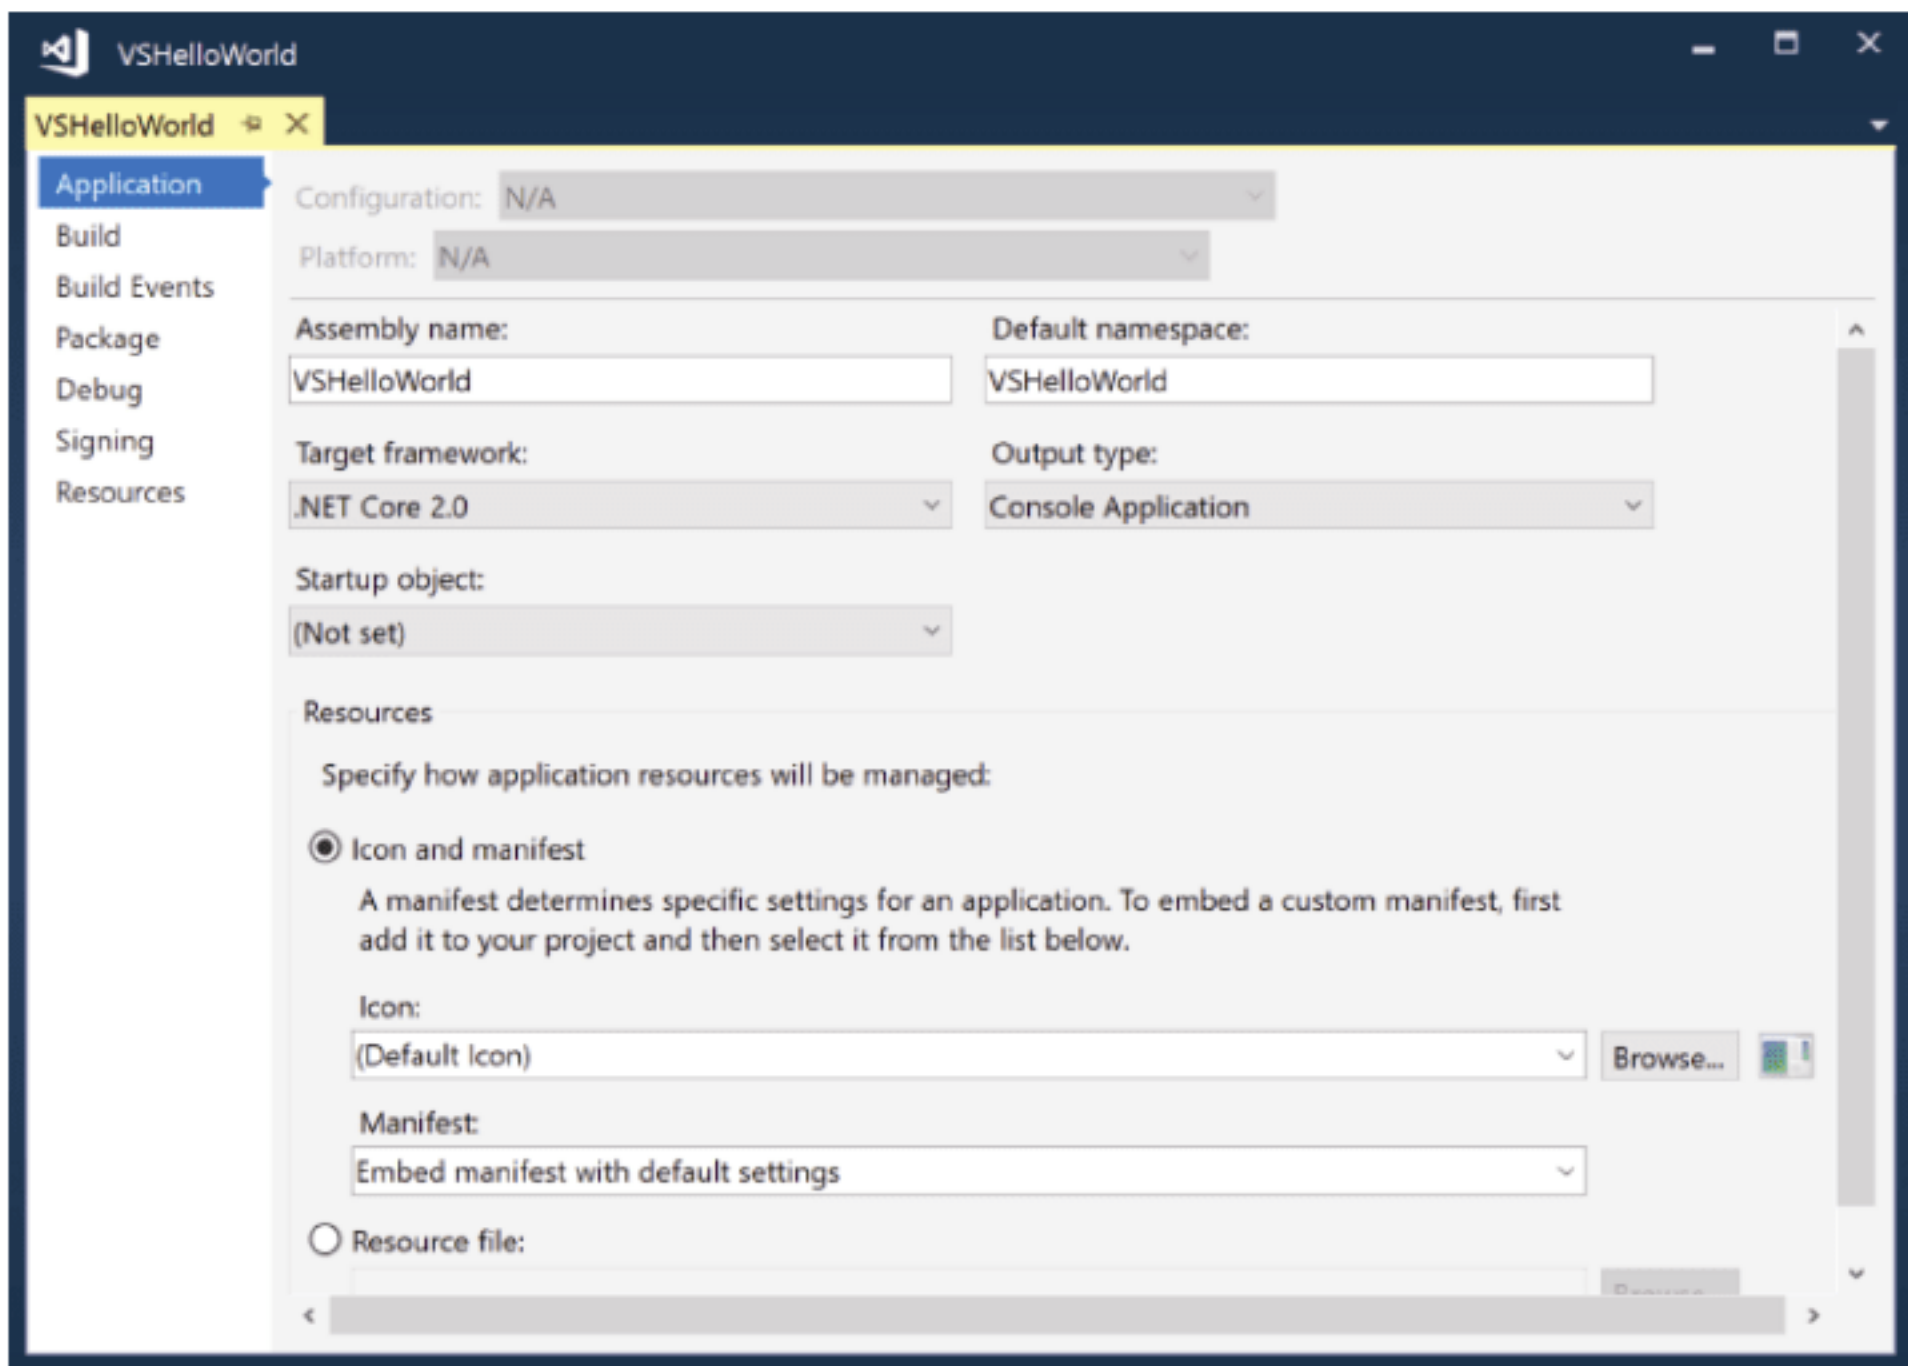 VSHelloWorld
VSHelloWorld
Application
Build
Build Events
Package
Debug
Signing
Resources
Configuration: N/A
Platform: N/A
Assembly name:
VSHelloWorld
Default namespace:
VSHelloWorld
Target framework:
.NET Core 2.0
Output type:
Console Application
Startup object:
(Not set)
Resources
Specify how application resources will be managed:
Icon and manifest
A manifest determines specific settings for an application. To embed a custom manifest, first
add it to your project and then select it from the list below.
Icon:
(Default Icon)
Browse...
Manifest:
Embed manifest with default settings
Resource file: